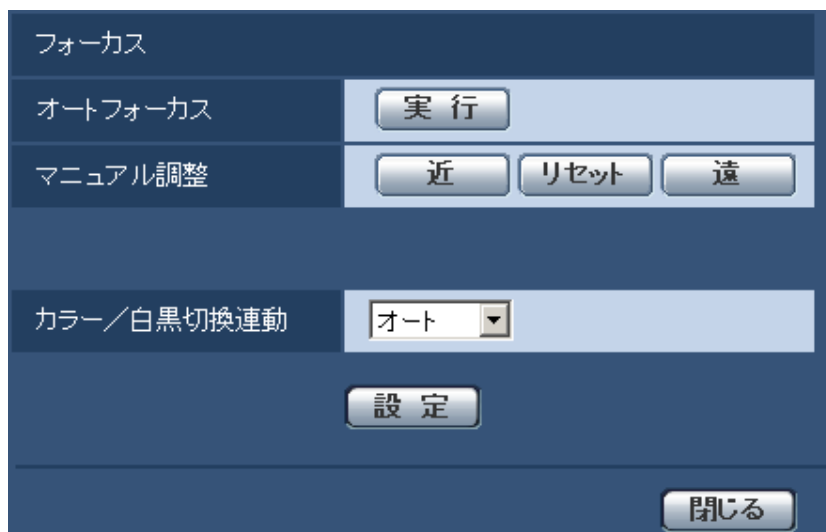 フォーカス
オートフォーカス 実 行
マニュアル調整 近 リセット 遠
カラー／白黒切換連動 オート
設 定
閉じる